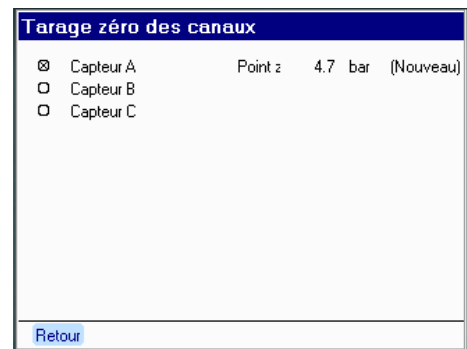 Tarage zéro des canaux
Capteur A Point z 4.7 bar (Nouveau)
Capteur B
Capteur C
Retour